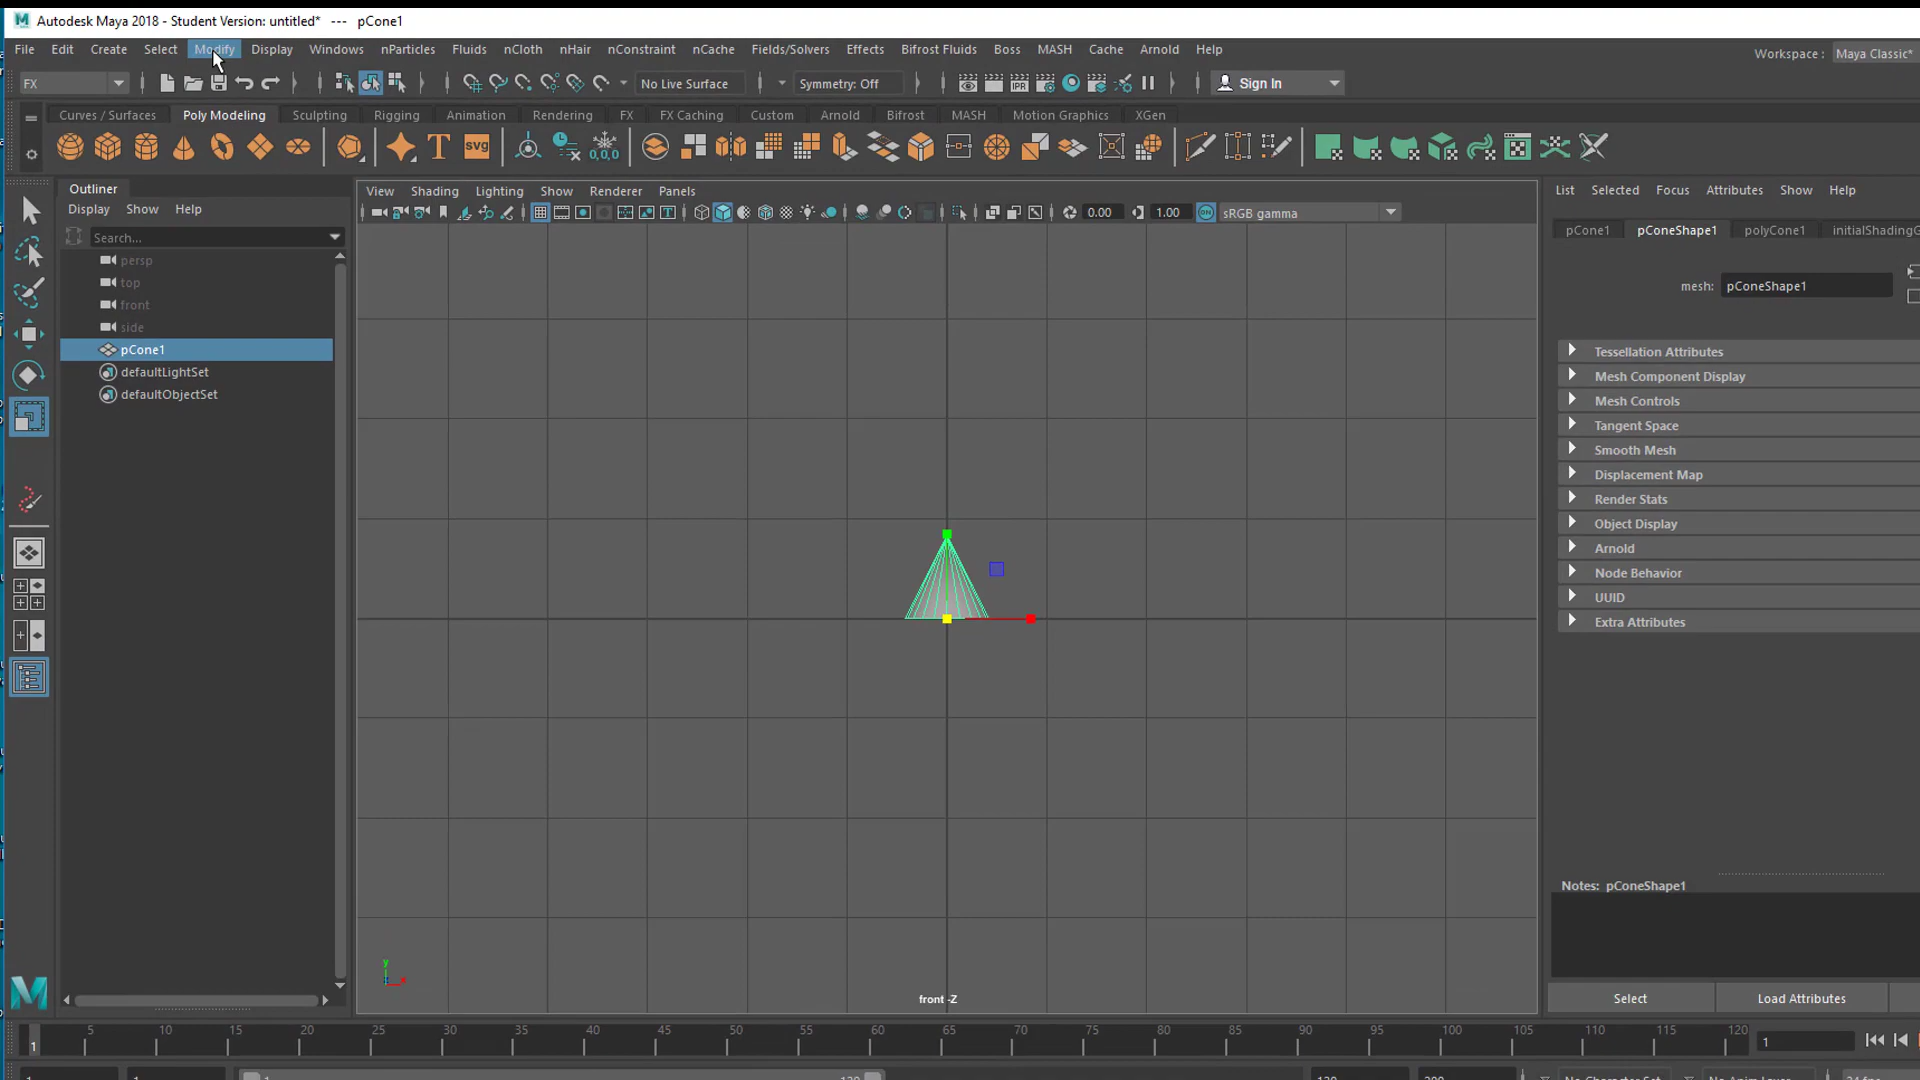 Autodesk Maya 2018 - Student Version: untitled* --- pCone1
File Edit Create Select Modify Display Windows nParticles Fluids nCloth nHair nConstraint nCache Fields/Solvers Effects Bifrost Fluids Boss MASH Cache Arnold Help Workspace : Maya Classic*
FX No Live Surface Symmetry: Off Sign In
Curves / Surfaces Poly Modeling Sculpting Rigging Animation Rendering FX FX Caching Custom Arnold Bifrost MASH Motion Graphics XGen
T svg 0,0,0
Outliner
View Shading Lighting Show Renderer Panels
List Selected Focus Attributes Show Help
Display Show Help
0.00 1.00 ON sRGB gamma
Search...
pCone1 pConeShape1 polyCone1 initialShadingG
persp
top
front
side
pCone1
defaultLightSet
defaultObjectSet
mesh: pConeShape1
Tessellation Attributes
Mesh Component Display
Mesh Controls
Tangent Space
Smooth Mesh
Displacement Map
Render Stats
Object Display
Arnold
Node Behavior
UUID
Extra Attributes
Notes: pConeShape1
y
x
front -Z
Select Load Attributes
5 10 15 20 25 30 35 40 45 50 55 60 65 70 75 80 85 90 95 100 105 110 115 120
1 1